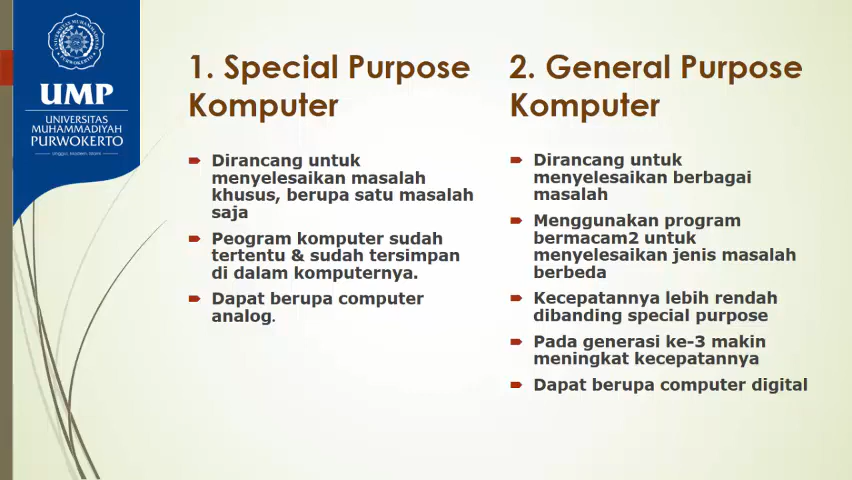 UMP
UNIVERSITAS
MUHAMMADIYAH
PURWOKERTO
1. Special Purpose
Komputer
Dirancang untuk
menyelesaikan masalah
khusus, berupa satu masalah
saja
Peogram komputer sudah
tertentu & sudah tersimpan
di dalam komputernya.
Dapat berupa computer
analog.
2. General Purpose
Komputer
Dirancang untuk
menyelesaikan berbagai
masalah
Menggunakan program
bermacam2 untuk
menyelesaikan jenis masalah
berbeda
Kecepatannya lebih rendah
dibanding special purpose
Pada generasi ke-3 makin
meningkat kecepatannya
Dapat berupa computer digital